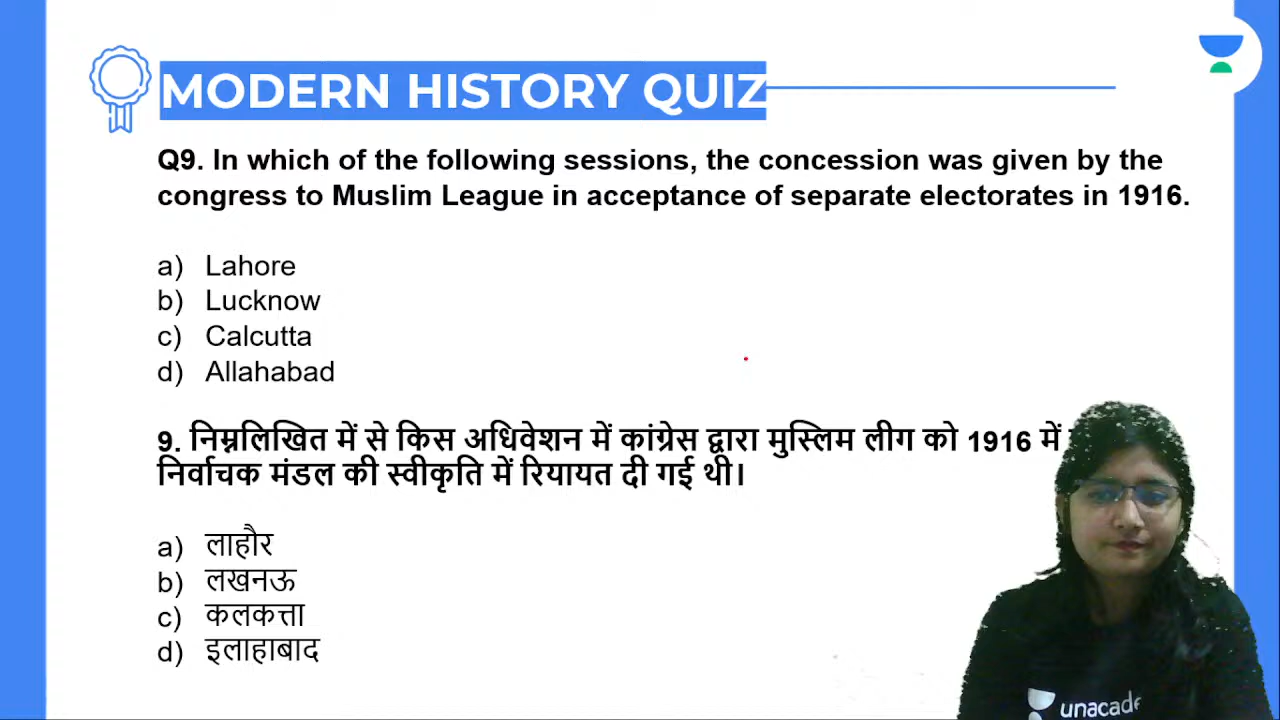 MODERN HISTORY QUIZ
Q9. In which of the following sessions, the concession was given by the
congress to Muslim League in acceptance of separate electorates in 1916.
a) Lahore
b) Lucknow
c) Calcutta
d) Allahabad
9. निम्नलिखित में से किस अधिवेशन में कांग्रेस द्वारा मुस्लिम लीग को 1916 में
निर्वाचक मंडल की स्वीकृति में रियायत दी गई थी।
a) लाहौर
b) लखनऊ
c) कलकत्ता
d) इलाहाबाद
unacade